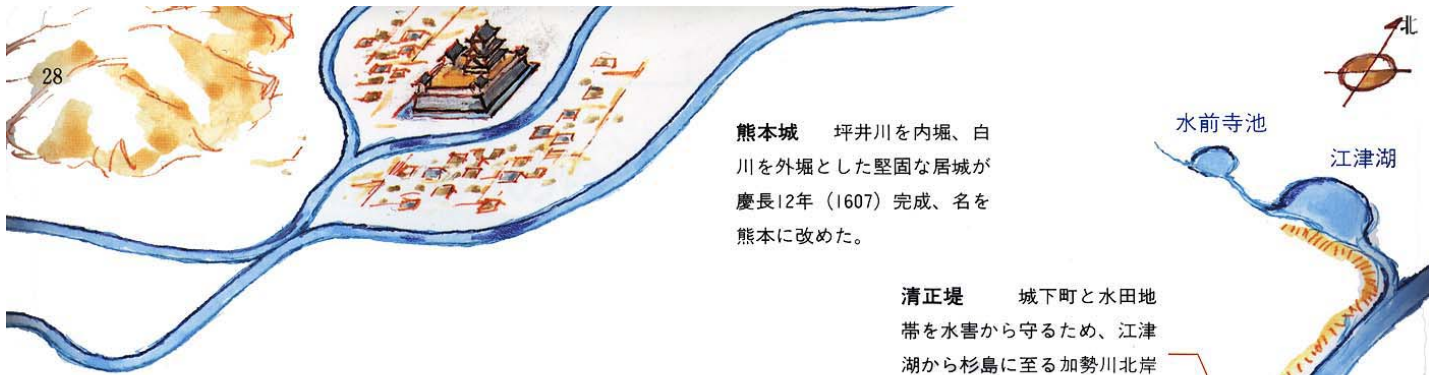 28
北
水前寺池
江津湖
熊本城 坪井川を内堀、白
川を外堀とした堅固な居城が
慶長12年（1607）完成、名を
熊本に改めた。
清正堤 城下町と水田地
帯を水害から守るため、江津
湖から杉島に至る加勢川北岸